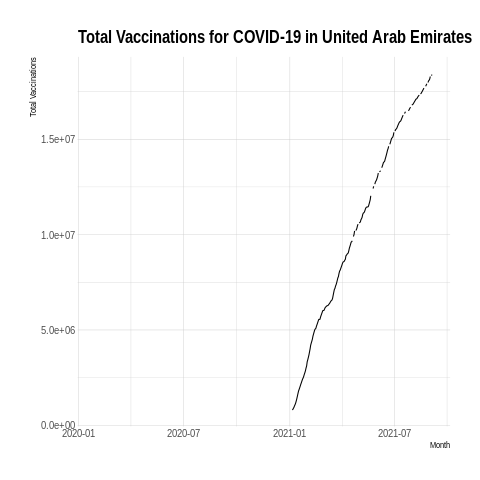 Total Vaccinations for COVID-19 in United Arab Emirates
Total Vaccinations
1.5e+07
1.0e+07
5.0e+06
0.0e+00
2020-01
2020-07
2021-01
2021-07
Month